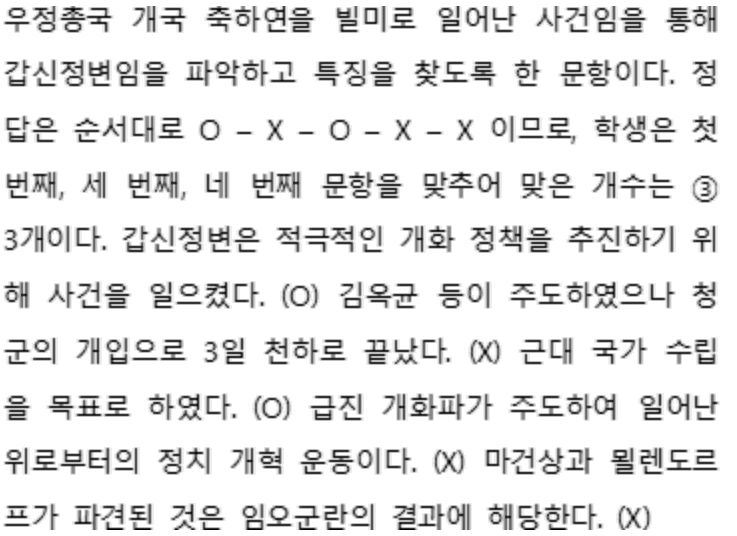 우정총국 개국 축하연을 빌미로 일어난 사건임을 통해
갑신정변임을 파악하고 특징을 찾도록 한 문항이다. 정
답은 순서대로 O – X – O – X – X 이므로, 학생은 첫
번째, 세 번째, 네 번째 문항을 맞추어 맞은 개수는 ③
3개이다. 갑신정변은 적극적인 개화 정책을 추진하기 위
해 사건을 일으켰다. (O) 김옥균 등이 주도하였으나 청
군의 개입으로 3일 천하로 끝났다. (X) 근대 국가 수립
을 목표로 하였다. (O) 급진 개화파가 주도하여 일어난
위로부터의 정치 개혁 운동이다. (X) 마건상과 묄렌도르
프가 파견된 것은 임오군란의 결과에 해당한다. (X)